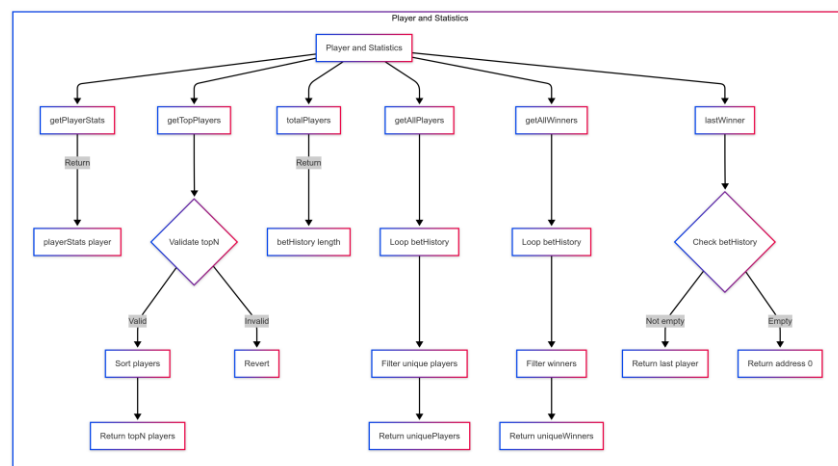 Player and Statistics
Player and Statistics
getPlayerStats
getTopPlayers
totalPlayers
getAllPlayers
getAllWinners
lastWinner
Return
Return
playerStats player
Validate topN
betHistory length
Loop betHistory
Loop betHistory
Check betHistory
Valid
Invalid
Not empty
Empty
Sort players
Revert
Filter unique players
Filter winners
Return last player
Return address 0
Return topN players
Return uniquePlayers
Return uniqueWinners